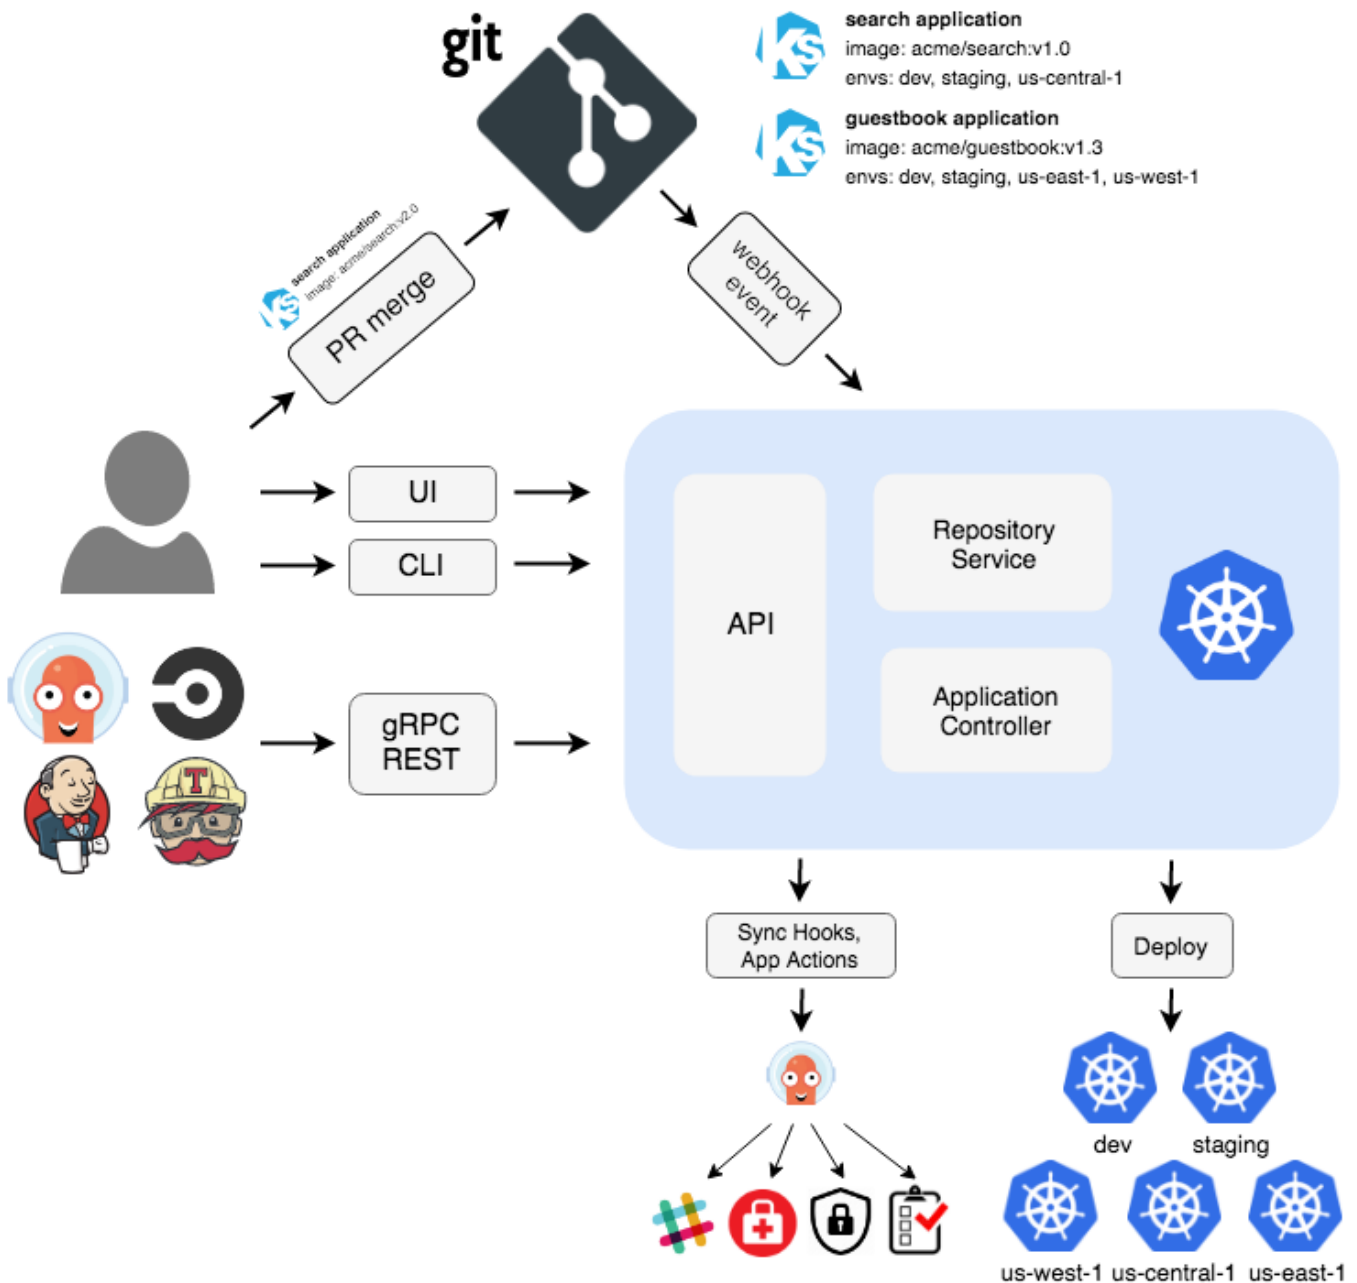 git
search application
image: acme/search:v1.0
envs: dev, staging, us-central-1
guestbook application
image: acme/guestbook:v1.3
envs: dev, staging, us-east-1, us-west-1
Ks
Ks
search application
image: acme/search:v2.0
Ks
PR merge
webhook
event
UI
CLI
gRPC
REST
T
API
Repository
Service
Application
Controller
Sync Hooks,
App Actions
Deploy
dev
staging
us-west-1
us-central-1
us-east-1